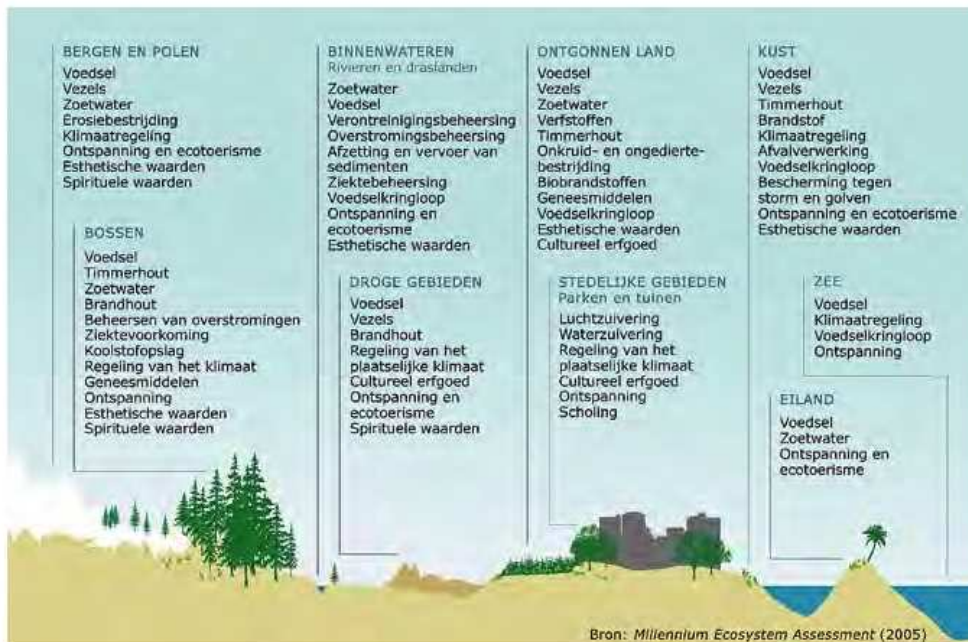 BERGEN EN POLEN
Voedsel
Vezels
Zoetwater
Erosiebestrijding
Klimaatregeling
Ontspanning en ecotoerisme
Esthetische waarden
Spirituele waarden
BOSSEN
Voedsel
Timmerhout
Zoetwater
Brandhout
Beheersen van overstromingen
Ziektevoorkoming
Koolstofopslag
Regeling van het klimaat
Geneesmiddelen
Ontspanning
Esthetische waarden
Spirituele waarden
BINNENWATEREN
Rivieren en draslanden
Zoetwater
Voedsel
Verontreinigingsbeheersing
Overstromingsbeheersing
Afzetting en vervoer van
sedimenten
Ziektebeheersing
Voedselkringloop
Ontspanning en
ecotoerisme
Esthetische waarden
DROGE GEBIEDEN
Voedsel
Vezels
Brandhout
Regeling van het
plaatselijke klimaat
Cultureel erfgoed
Ontspanning en
ecotoerisme
Spirituele waarden
ONTGONNEN LAND
Voedsel
Vezels
Zoetwater
Verfstoffen
Timmerhout
Onkruid- en ongedierte-
bestrijding
Biobrandstoffen
Geneesmiddelen
Voedselkringloop
Esthetische waarden
Cultureel erfgoed
STEDELIJKE GEBIEDEN
Parken en tuinen
Luchtzuivering
Waterzuivering
Regeling van het
plaatselijke klimaat
Cultureel erfgoed
Ontspanning
Scholing
KUST
Voedsel
Vezels
Timmerhout
Brandstof
Klimaatregeling
Afvalverwerking
Voedselkringloop
Bescherming tegen
storm en golven
Ontspanning en ecotoerisme
Esthetische waarden
ZEE
Voedsel
Klimaatregeling
Voedselkringloop
Ontspanning
EILAND
Voedsel
Zoetwater
Ontspanning en
ecotoerisme
Bron: Millennium Ecosystem Assessment (2005)